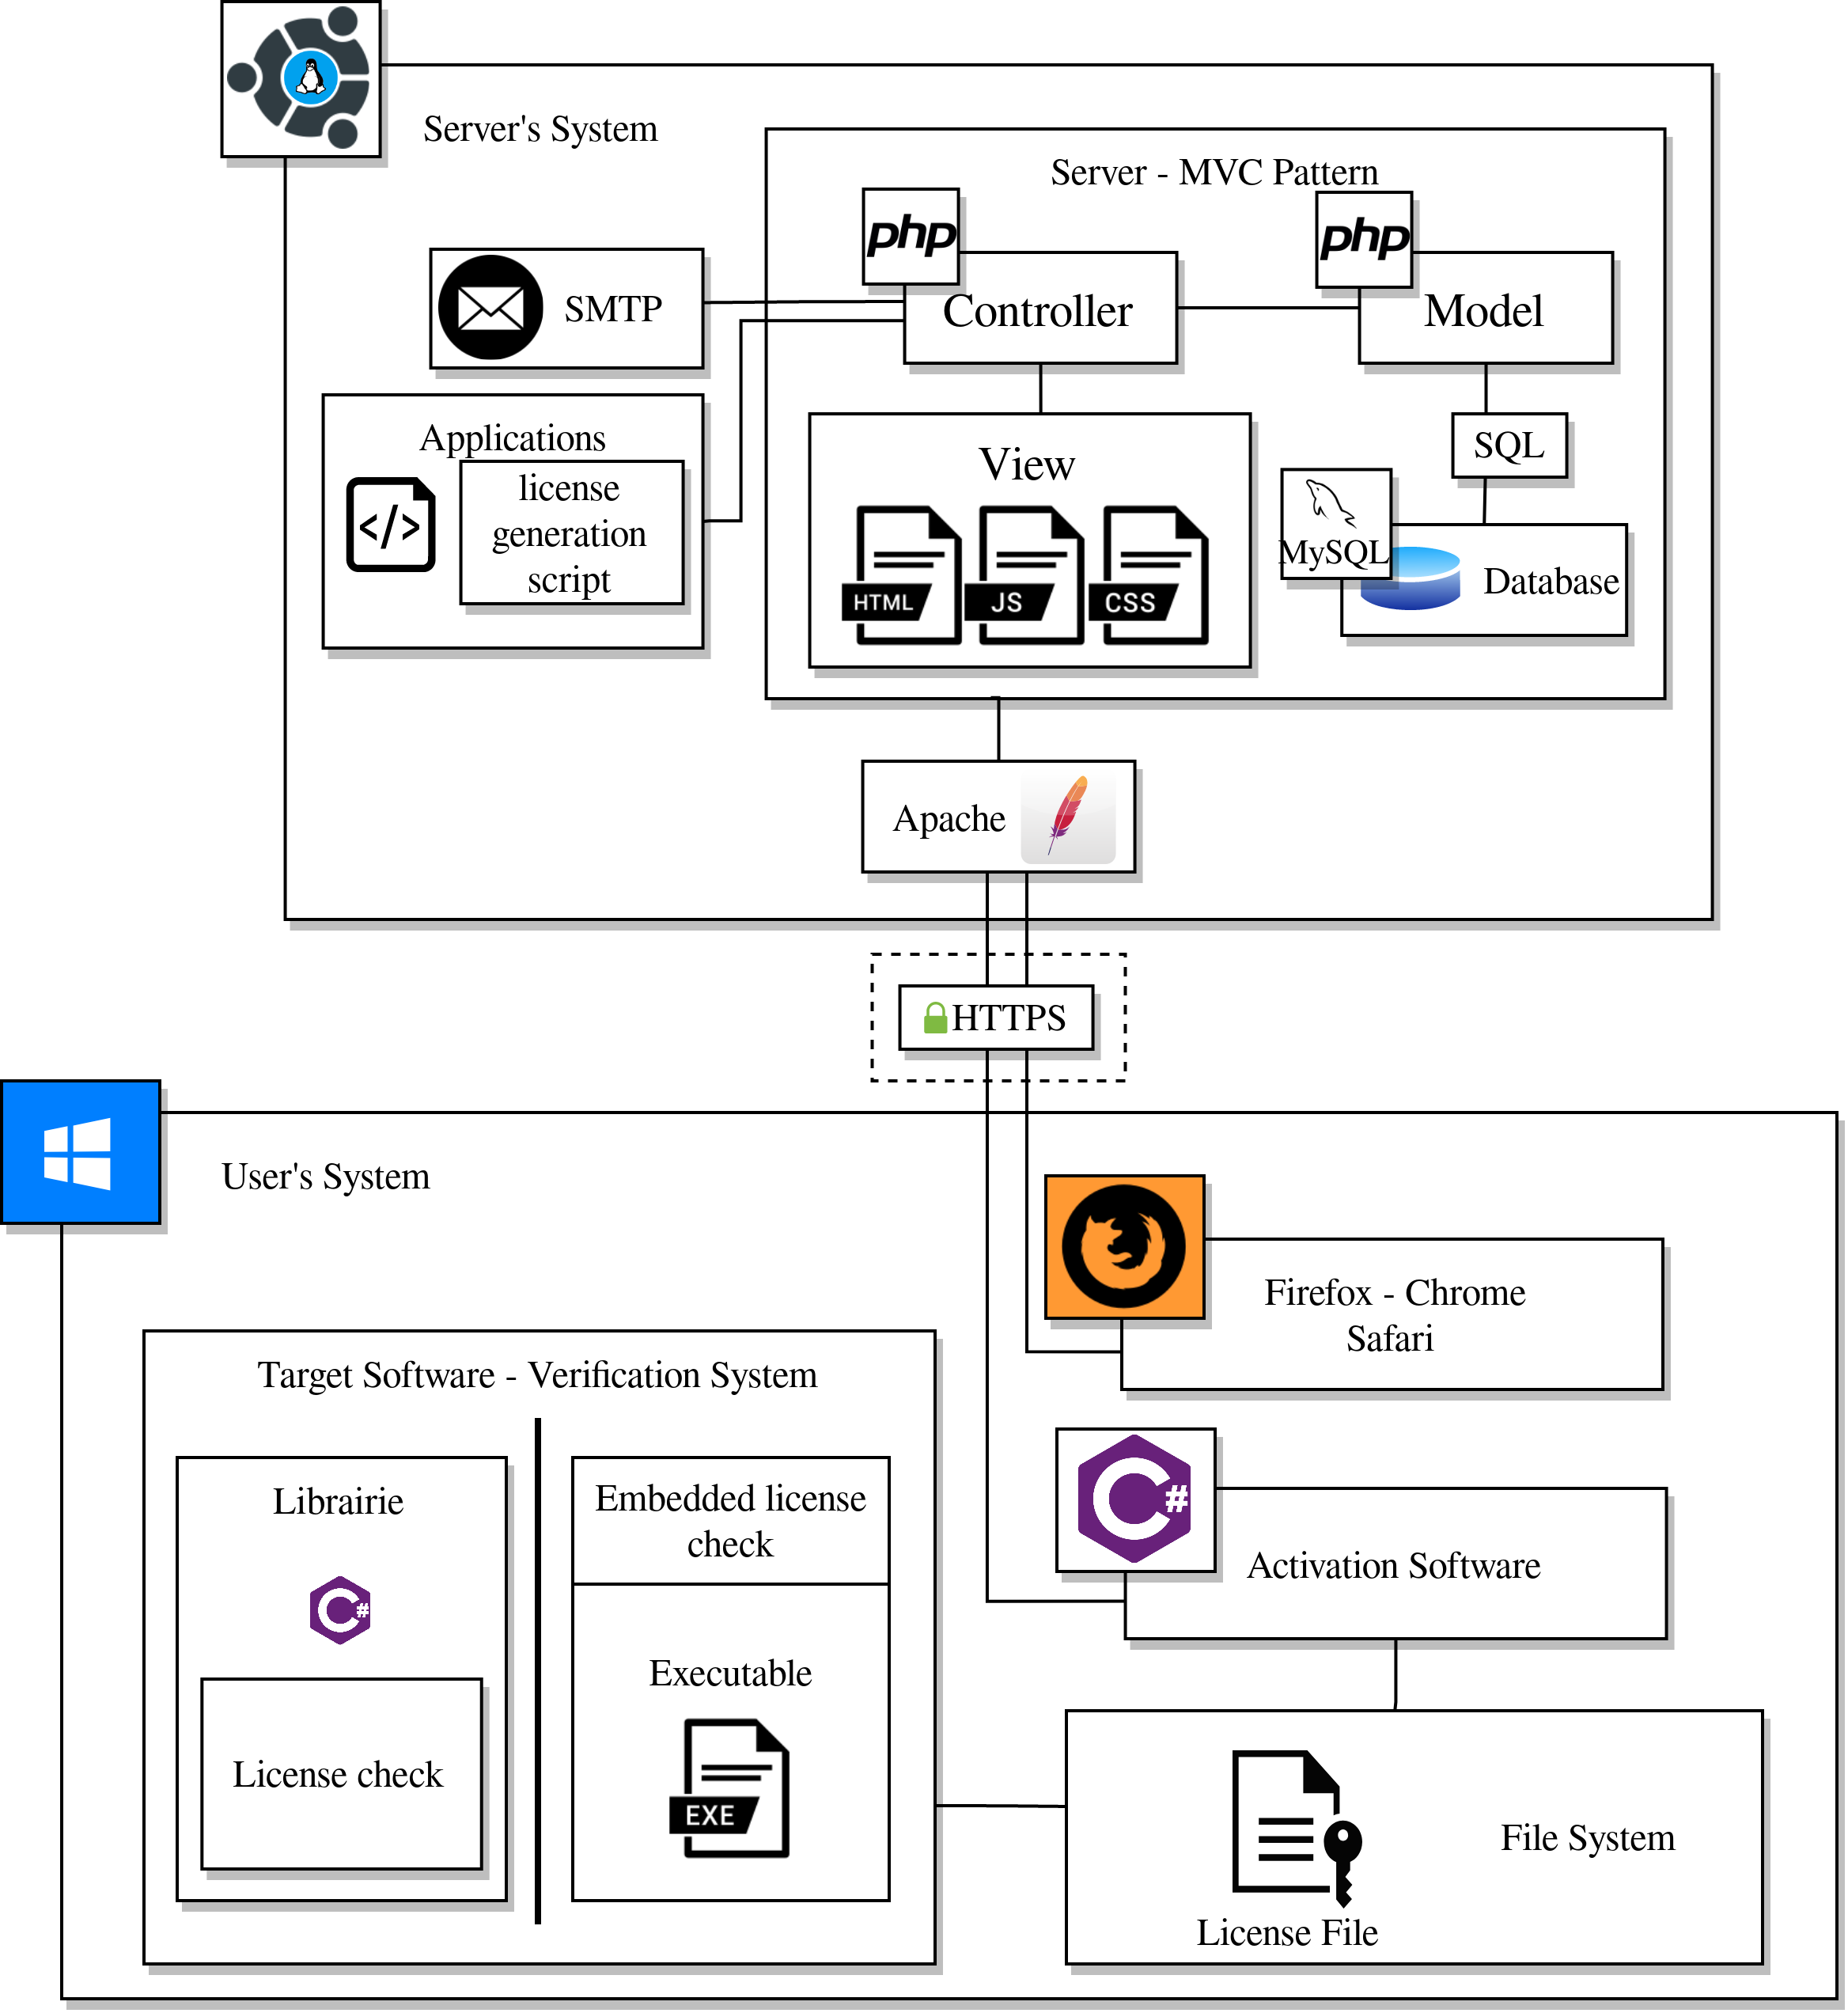 Server's System
Server - MVC Pattern
php
php
SMTP
Controller
Model
Applications
license
generation
script
</>
View
HTML
JS
CSS
SQL
MySQL
Database
Apache
HTTPS
User's System
Firefox - Chrome
Safari
Target Software - Verification System
Librairie
C#
License check
Embedded license
check
Executable
EXE
C#
Activation Software
File System
License File